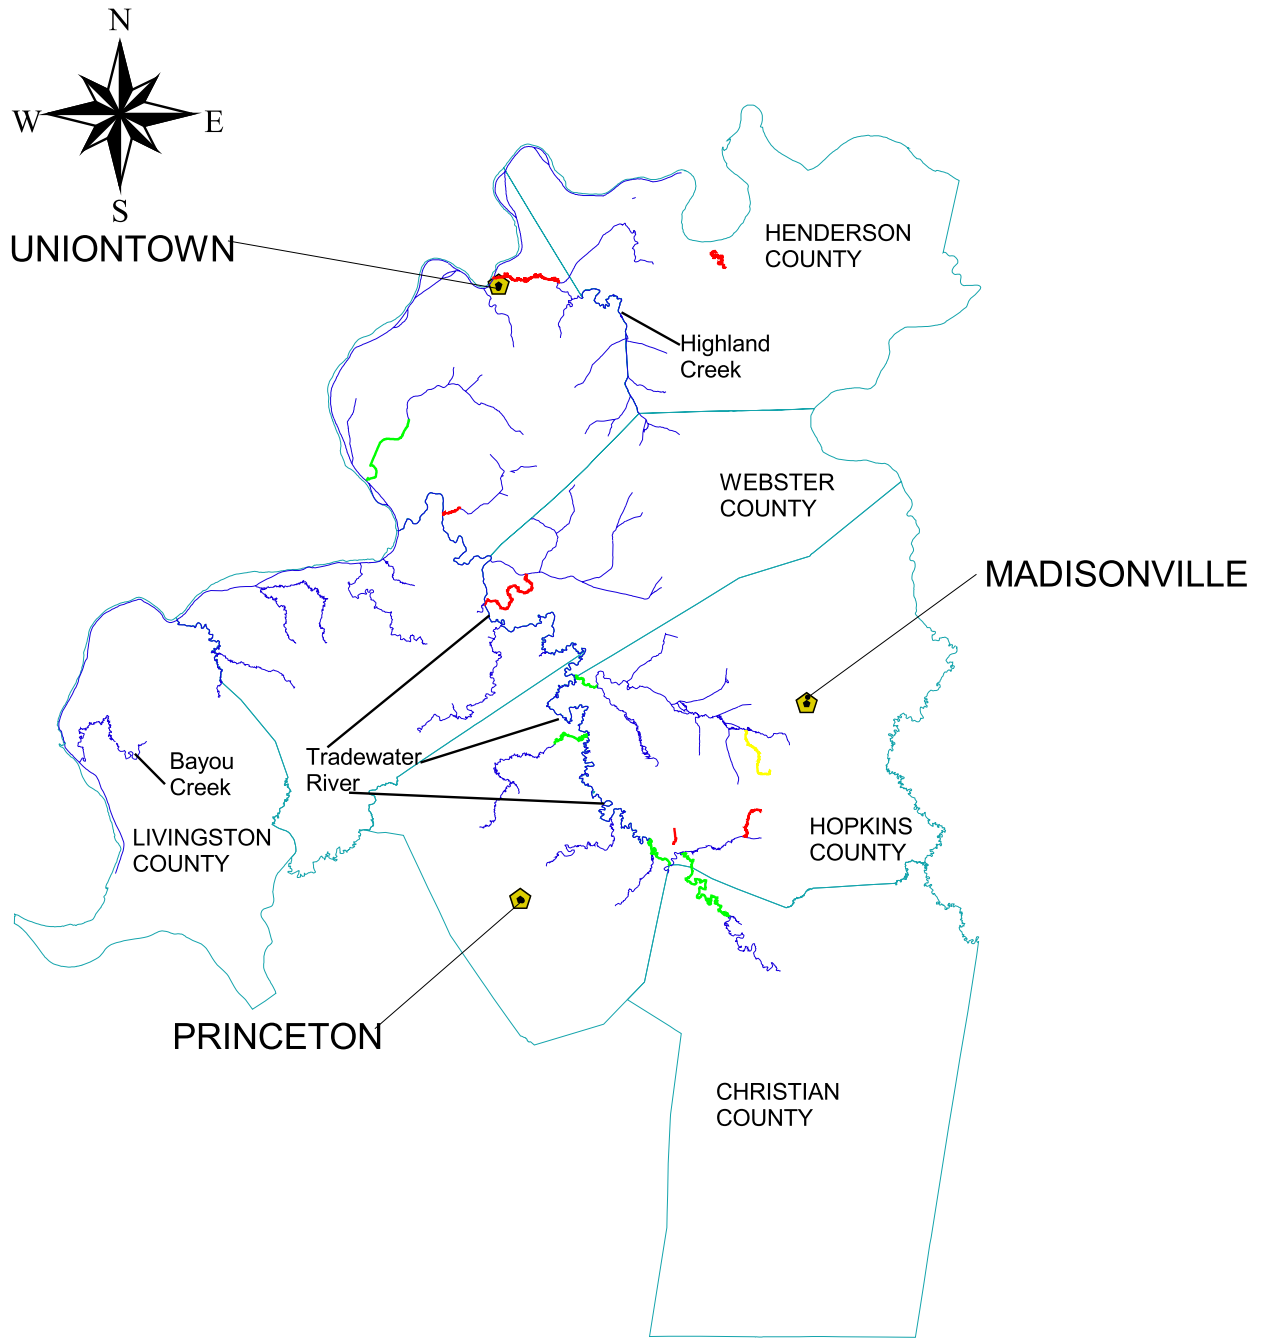 N
W
E
S
UNIONTOWN
HENDERSON
COUNTY
Highland
Creek
WEBSTER
COUNTY
MADISONVILLE
Tradewater
River
Bayou
Creek
LIVINGSTON
COUNTY
HOPKINS
COUNTY
PRINCETON
CHRISTIAN
COUNTY